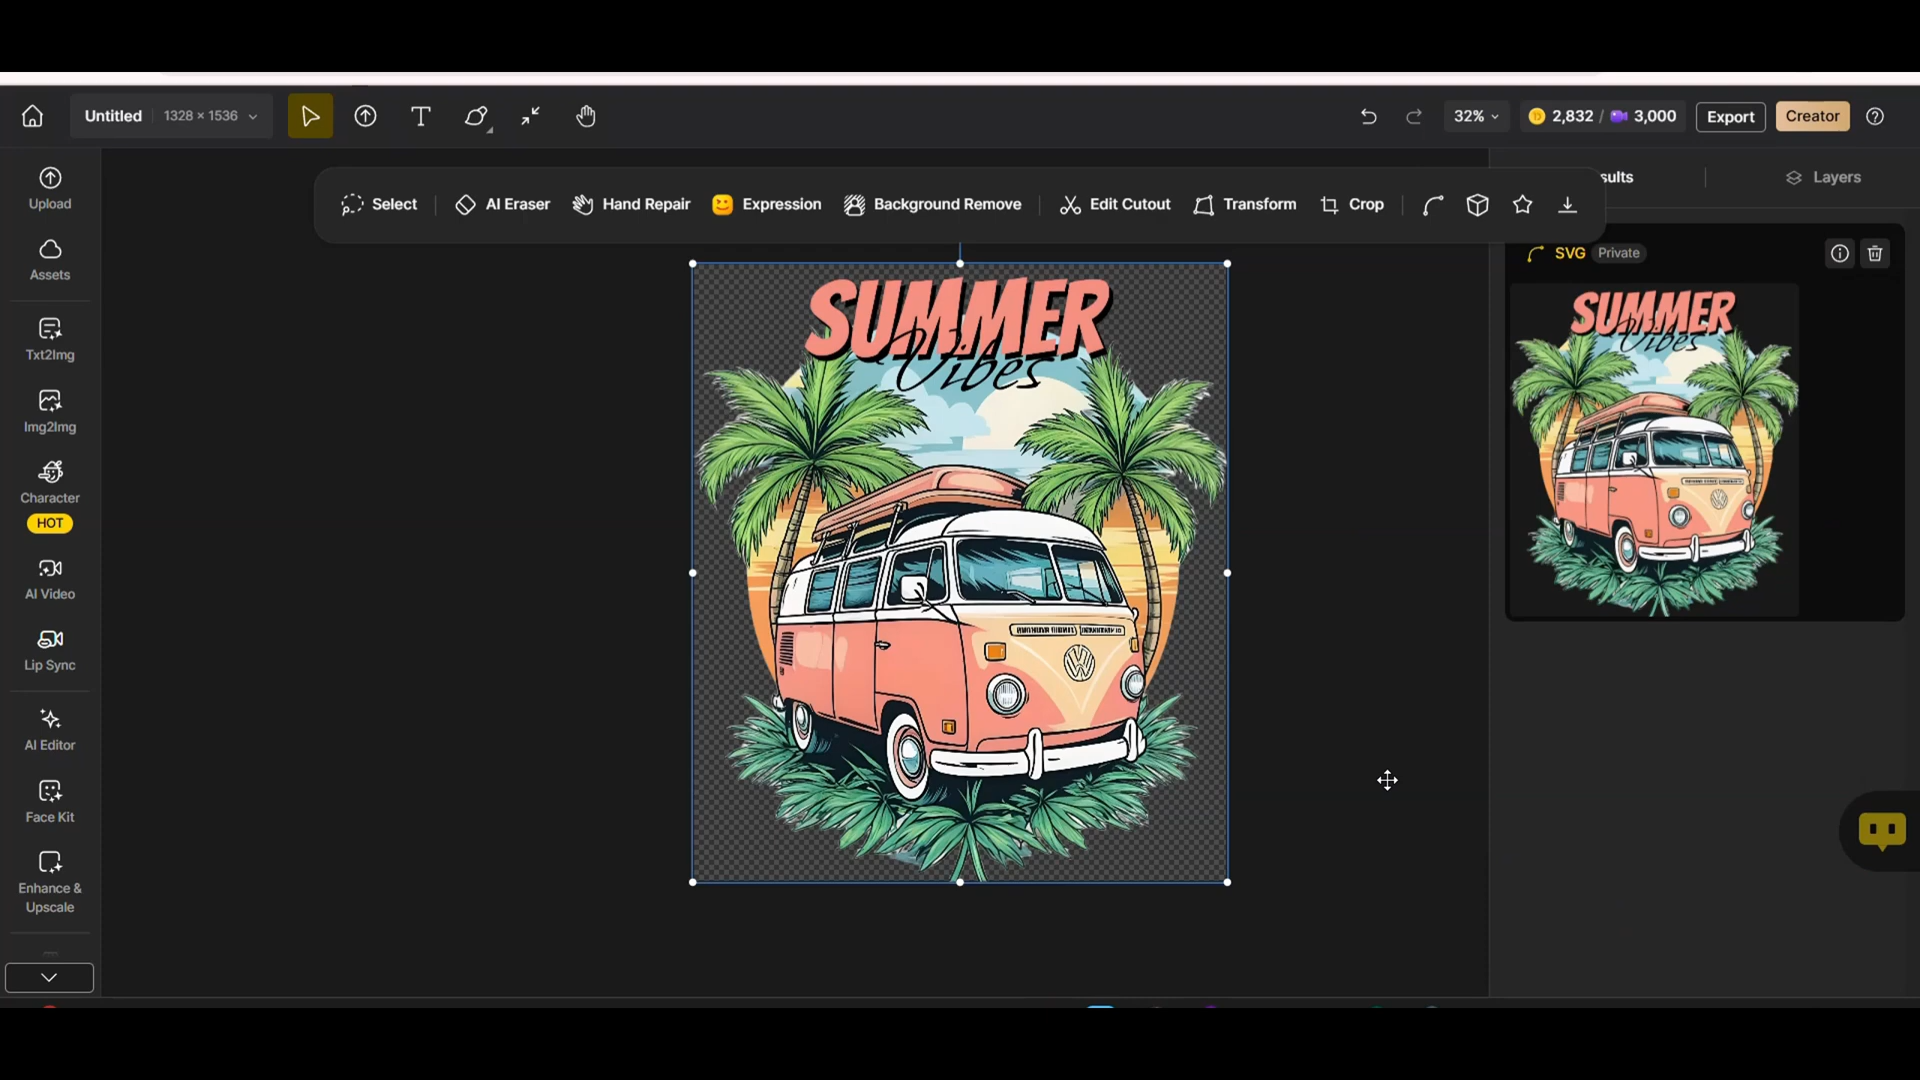 Untitled 1328 × 1536
32% 2,832 / 3,000 Export Creator
Select AI Eraser Hand Repair Expression Background Remove Edit Cutout Transform Crop
Layers
Upload
Assets
Txt2Img
Img2Img
Character
HOT
AI Video
Lip Sync
AI Editor
Face Kit
Enhance &
Upscale
SUMMER
Vibes
VW
SVG Private
SUMMER
Vibes